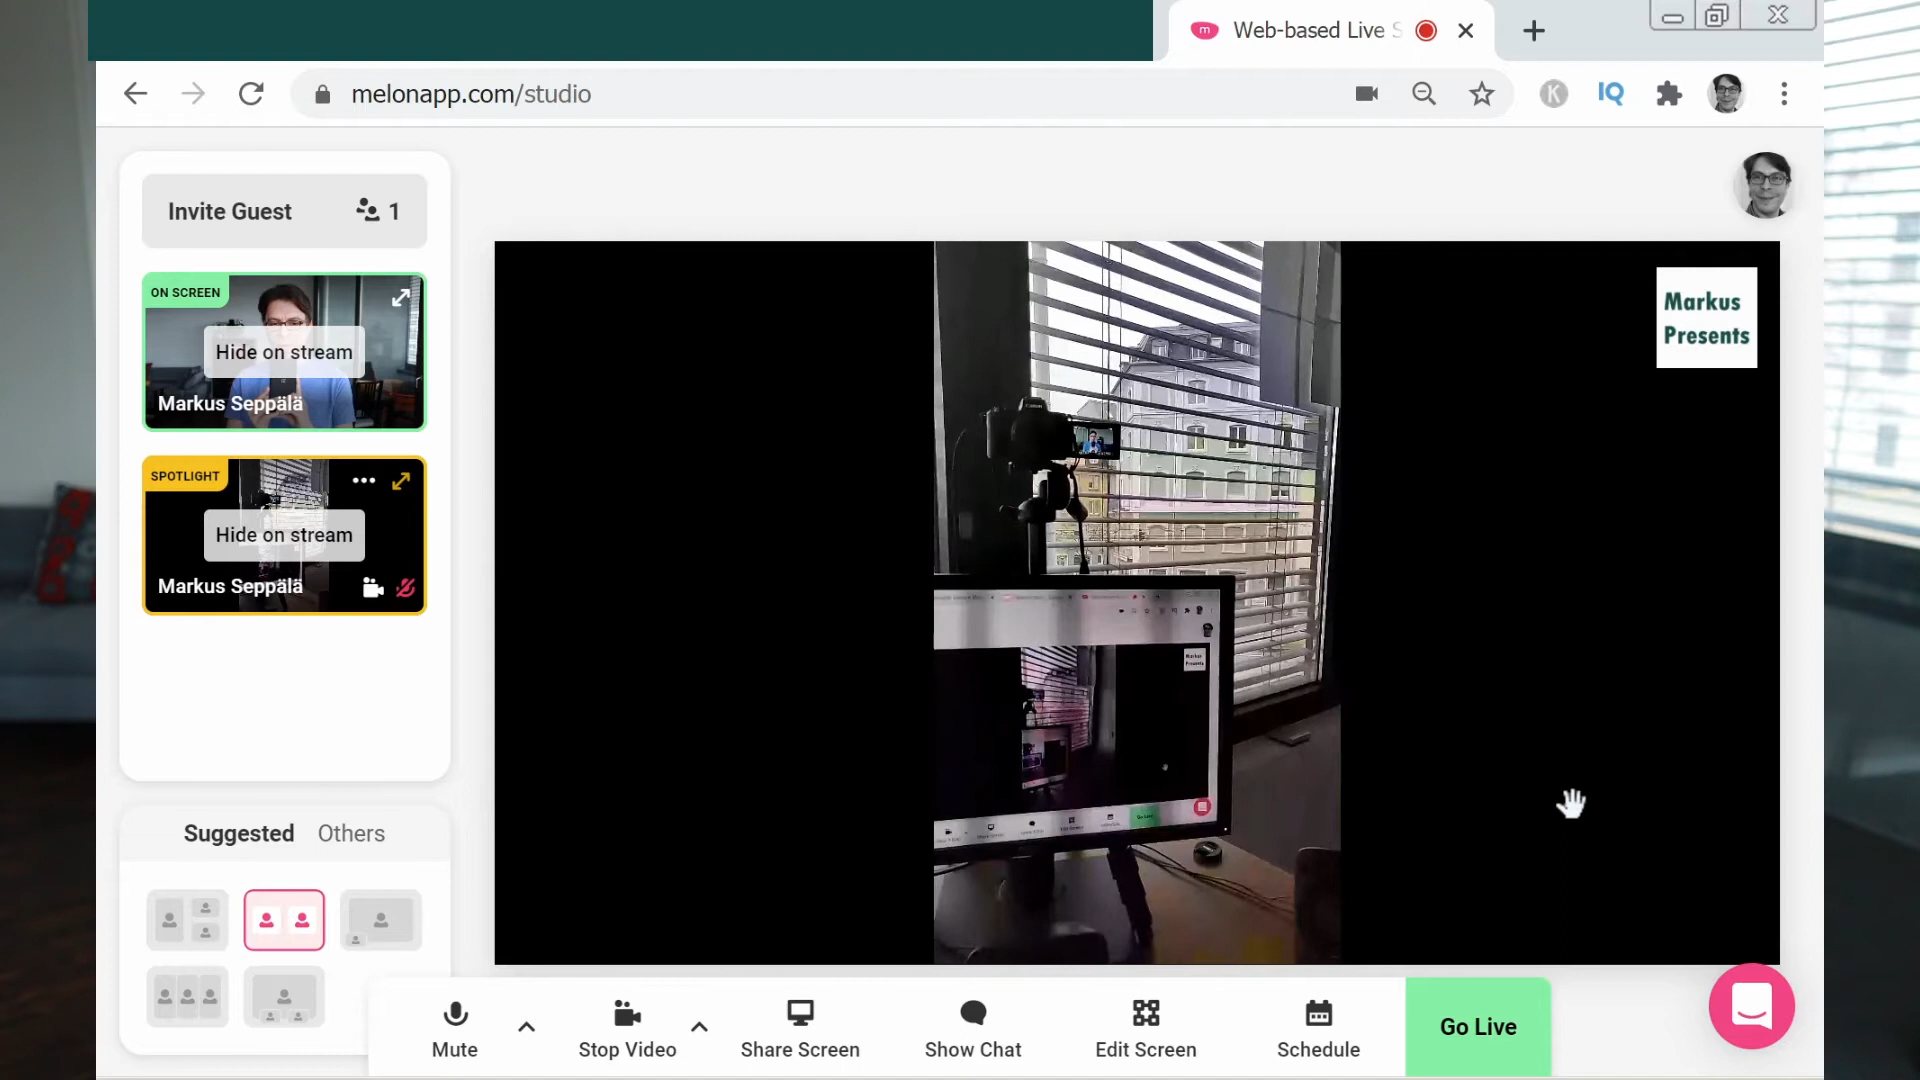 m Web-based Live S
melonapp.com/studio
K
IQ
Invite Guest 1
ON SCREEN
Hide on stream
Markus Seppälä
SPOTLIGHT
Hide on stream
Markus Seppälä
Markus
Presents
Suggested Others
Mute
Stop Video
Share Screen
Show Chat
Edit Screen
Schedule
Go Live